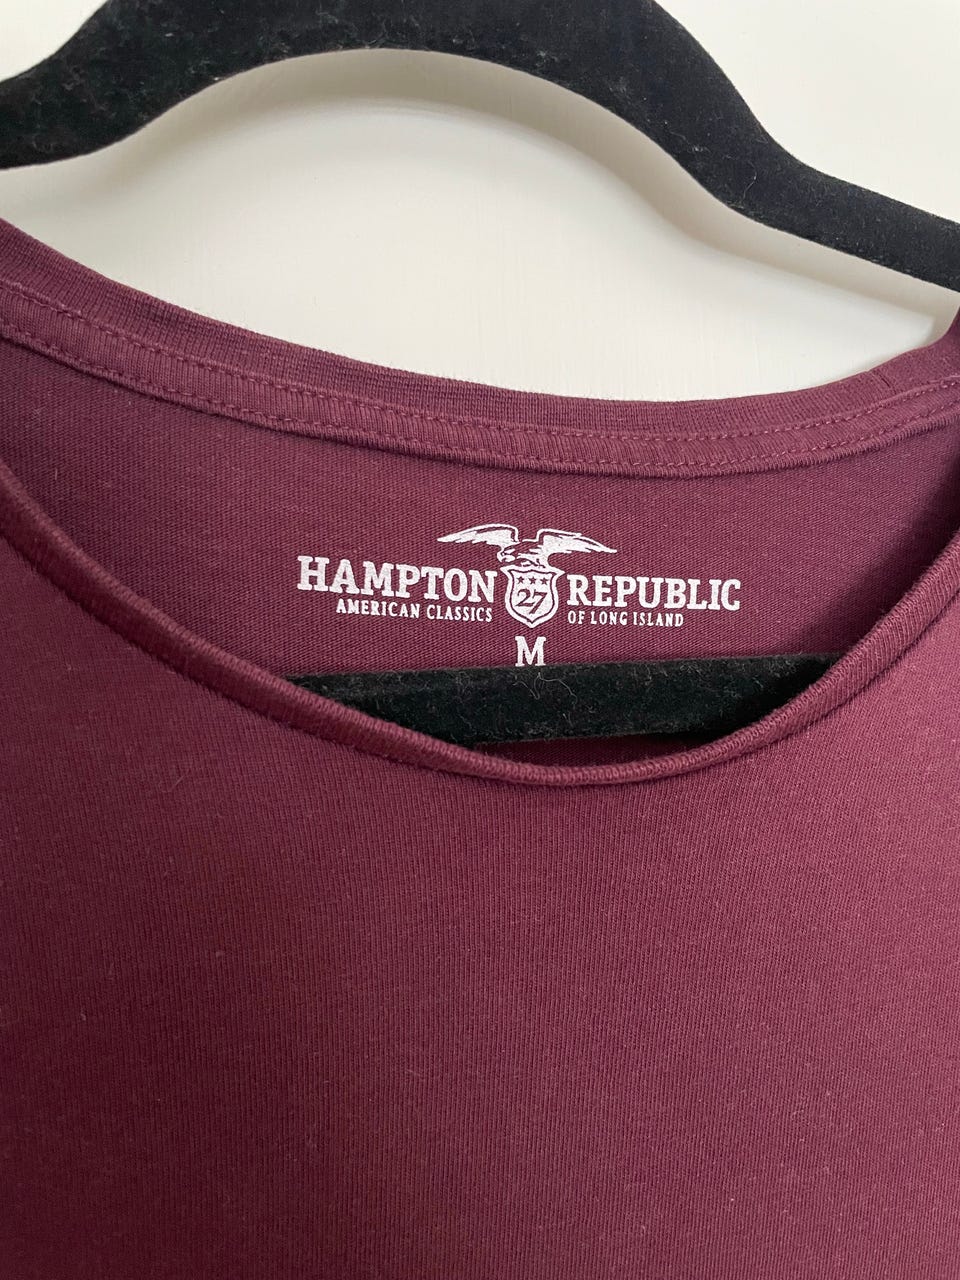 HAMPTON 27 REPUBLIC
AMERICAN CLASSICS OF LONG ISLAND
M